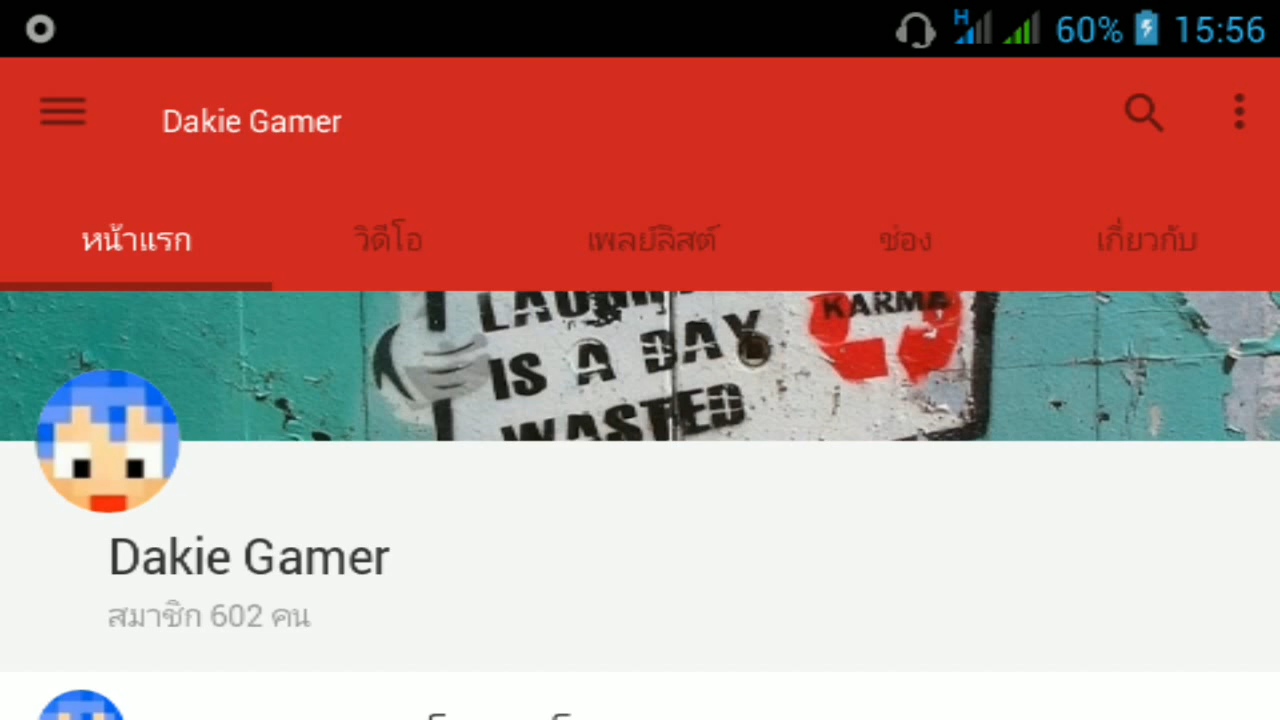 H 60% 15:56
Dakie Gamer
หน้าแรก วิดีโอ เพลย์ลิสต์ ช่อง เกี่ยวกับ
KARMA
IS A DAY
WASTED
Dakie Gamer
สมาชิก 602 คน